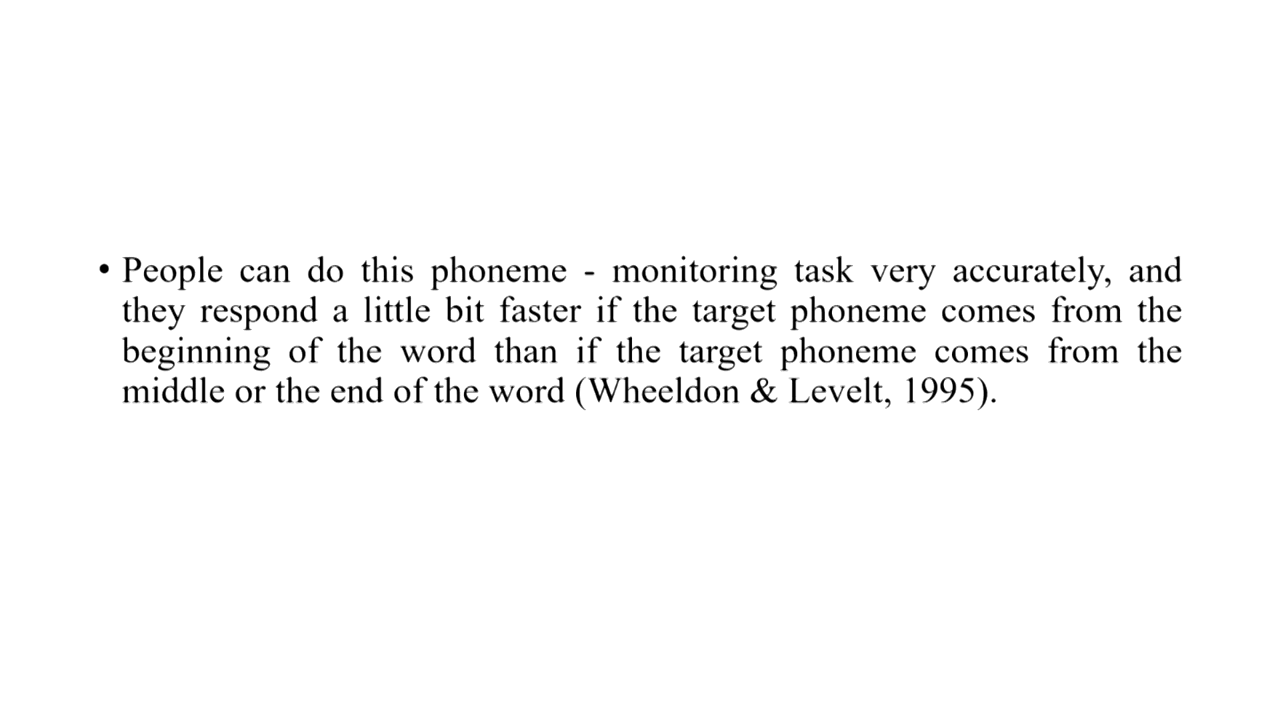 • People can do this phoneme - monitoring task very accurately, and
they respond a little bit faster if the target phoneme comes from the
beginning of the word than if the target phoneme comes from the
middle or the end of the word (Wheeldon & Levelt, 1995).